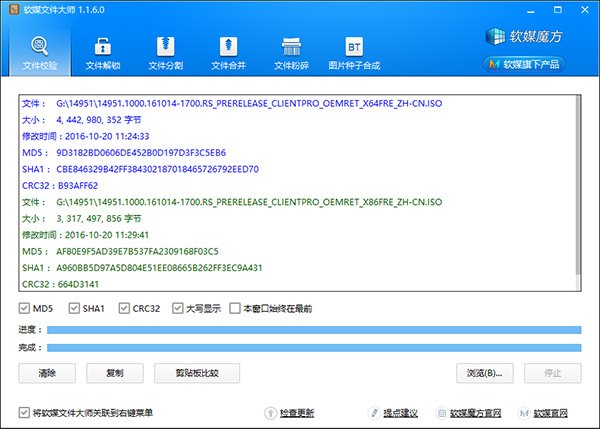 软媒文件大师 1.1.6.0
文件校验 文件解锁 文件分割 文件合并 文件粉碎 BT 图片种子合成
软媒魔方
软媒旗下产品
文件： G:\14951\14951.1000.161014-1700.RS_PRERELEASE_CLIENTPRO_OEMRET_X64FRE_ZH-CN.ISO
大小： 4, 442, 980, 352 字节
修改时间：2016-10-20 11:24:33
MD5： 9D3182BD0606DE452B0D197D3F3C5EB6
SHA1： CBE846329B42FF384302187018465726792EED70
CRC32：B93AFF62
文件： G:\14951\14951.1000.161014-1700.RS_PRERELEASE_CLIENTPRO_OEMRET_X86FRE_ZH-CN.ISO
大小： 3, 317, 497, 856 字节
修改时间：2016-10-20 11:29:41
MD5： AF80E9F5AD39E7B537FA2309168F03C5
SHA1： A960BB5D97A5D804E51EE08665B262FF3EC9A431
CRC32：664D3141
MD5 SHA1 CRC32 大写显示 本窗口始终在最前
进度：
完成：
清除 复制 剪贴板比较 浏览(B)... 停止
将软媒文件大师关联到右键菜单 检查更新 提点建议 软媒魔方官网 软媒官网